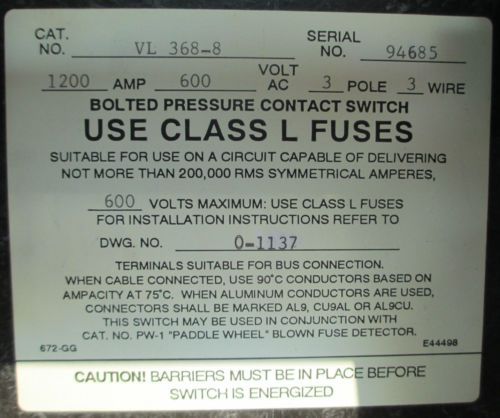 CAT. NO. VL 368-8 SERIAL NO. 94685
1200 AMP 600 VOLT AC 3 POLE 3 WIRE
BOLTED PRESSURE CONTACT SWITCH
USE CLASS L FUSES
SUITABLE FOR USE ON A CIRCUIT CAPABLE OF DELIVERING
NOT MORE THAN 200,000 RMS SYMMETRICAL AMPERES,
600 VOLTS MAXIMUM: USE CLASS L FUSES
FOR INSTALLATION INSTRUCTIONS REFER TO
DWG. NO. 0-1137
TERMINALS SUITABLE FOR BUS CONNECTION.
WHEN CABLE CONNECTED, USE 90°C CONDUCTORS BASED ON
AMPACITY AT 75°C. WHEN ALUMINUM CONDUCTORS ARE USED,
CONNECTORS SHALL BE MARKED AL9, CU9AL OR AL9CU.
THIS SWITCH MAY BE USED IN CONJUNCTION WITH
CAT. NO. PW-1 "PADDLE WHEEL" BLOWN FUSE DETECTOR.
672-GG E44498
CAUTION! BARRIERS MUST BE IN PLACE BEFORE
SWITCH IS ENERGIZED